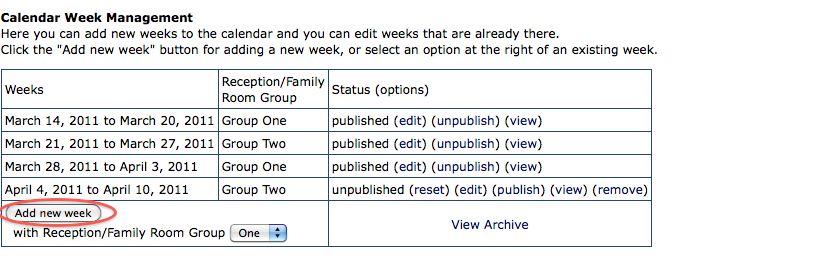 Calendar Week Management
Here you can add new weeks to the calendar and you can edit weeks that are already there.
Click the "Add new week" button for adding a new week, or select an option at the right of an existing week.
Weeks Reception/Family Room Group Status (options)
March 14, 2011 to March 20, 2011 Group One published (edit) (unpublish) (view)
March 21, 2011 to March 27, 2011 Group Two published (edit) (unpublish) (view)
March 28, 2011 to April 3, 2011 Group One published (edit) (unpublish) (view)
April 4, 2011 to April 10, 2011 Group Two unpublished (reset) (edit) (publish) (view) (remove)
Add new week
with Reception/Family Room Group One
View Archive